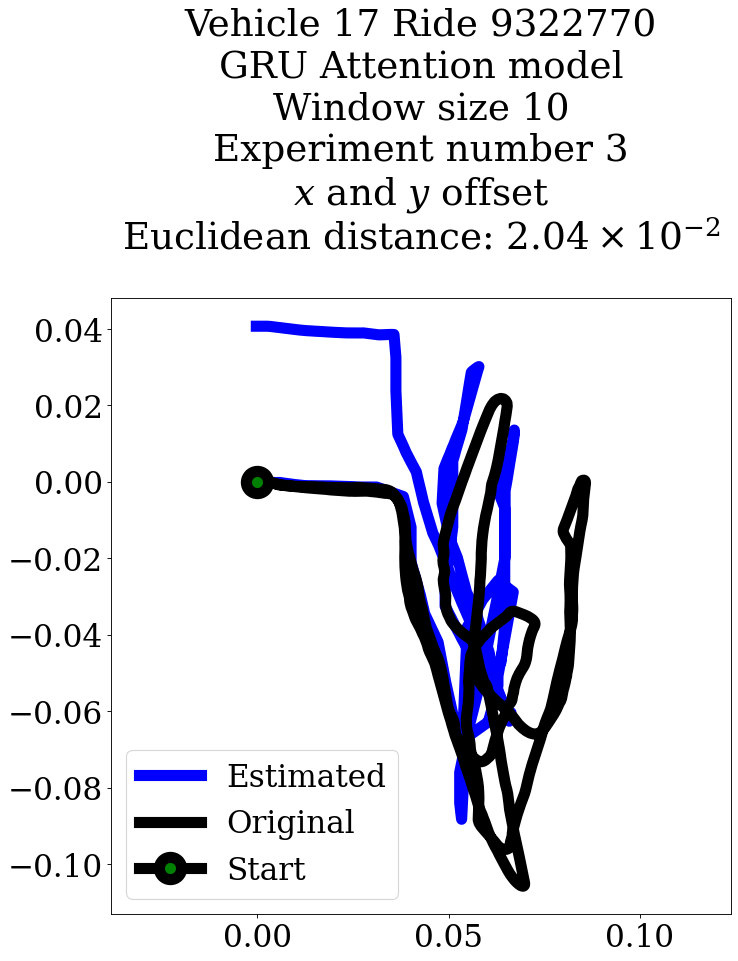 Vehicle 17 Ride 9322770
GRU Attention model
Window size 10
Experiment number 3
x and y offset
Euclidean distance: 2.04 × 10⁻²
0.04
0.02
0.00
−0.02
−0.04
−0.06
−0.08
−0.10
Estimated
Original
Start
0.00 0.05 0.10